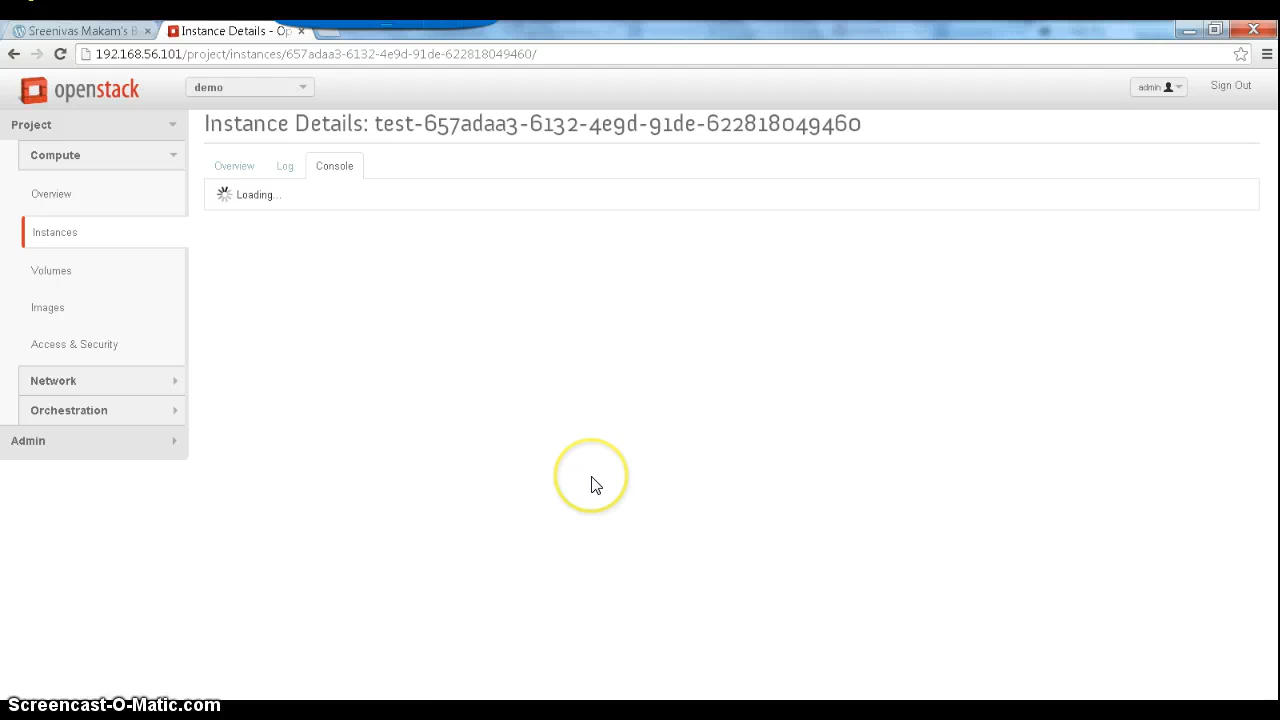 Sreenivas Makam's B
Instance Details - Op
192.168.56.101/project/instances/657adaa3-6132-4e9d-91de-622818049460/
openstack
demo
admin
Sign Out
Project
Instance Details: test-657adaa3-6132-4e9d-91de-622818049460
Compute
Overview
Log
Console
Loading...
Overview
Instances
Volumes
Images
Access & Security
Network
Orchestration
Admin
Screencast-O-Matic.com